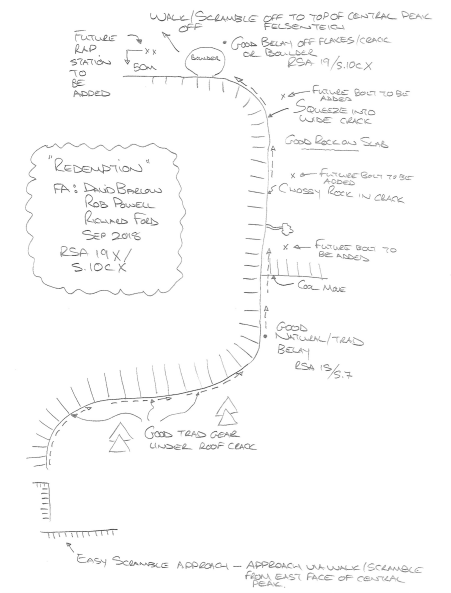 WALK/SCRAMBLE OFF TO TOP OF CENTRAL PEAK
OFF FELSENTEIN
FUTURE
RAP
STATION
TO
BE
ADDED
XX
50M
BOULDER
• GOOD BELAY OFF FLAKES/CRACK
OR BOULDER
RSA 19/5.10C X
X ← FUTURE BOLT TO BE
ADDED
SQUEEZE INTO
WIDE CRACK
GOOD ROCK ON SLAB
X ← FUTURE BOLT TO BE
ADDED
CHOSSY ROCK IN CRACK
X ← FUTURE BOLT TO
BE ADDED
COOL MOVE
"REDEMPTION"
FA: DAVID BARLOW
ROB POWELL
RICHARD FORD
SEP 2018
RSA 19 X/
5.10C X
GOOD
NATURAL/TRAD
BELAY
RSA 15/5.7
GOOD TRAD GEAR
UNDER ROOF CRACK
EASY SCRAMBLE APPROACH – APPROACH VIA WALK/SCRAMBLE
FROM EAST FACE OF CENTRAL
PEAK.